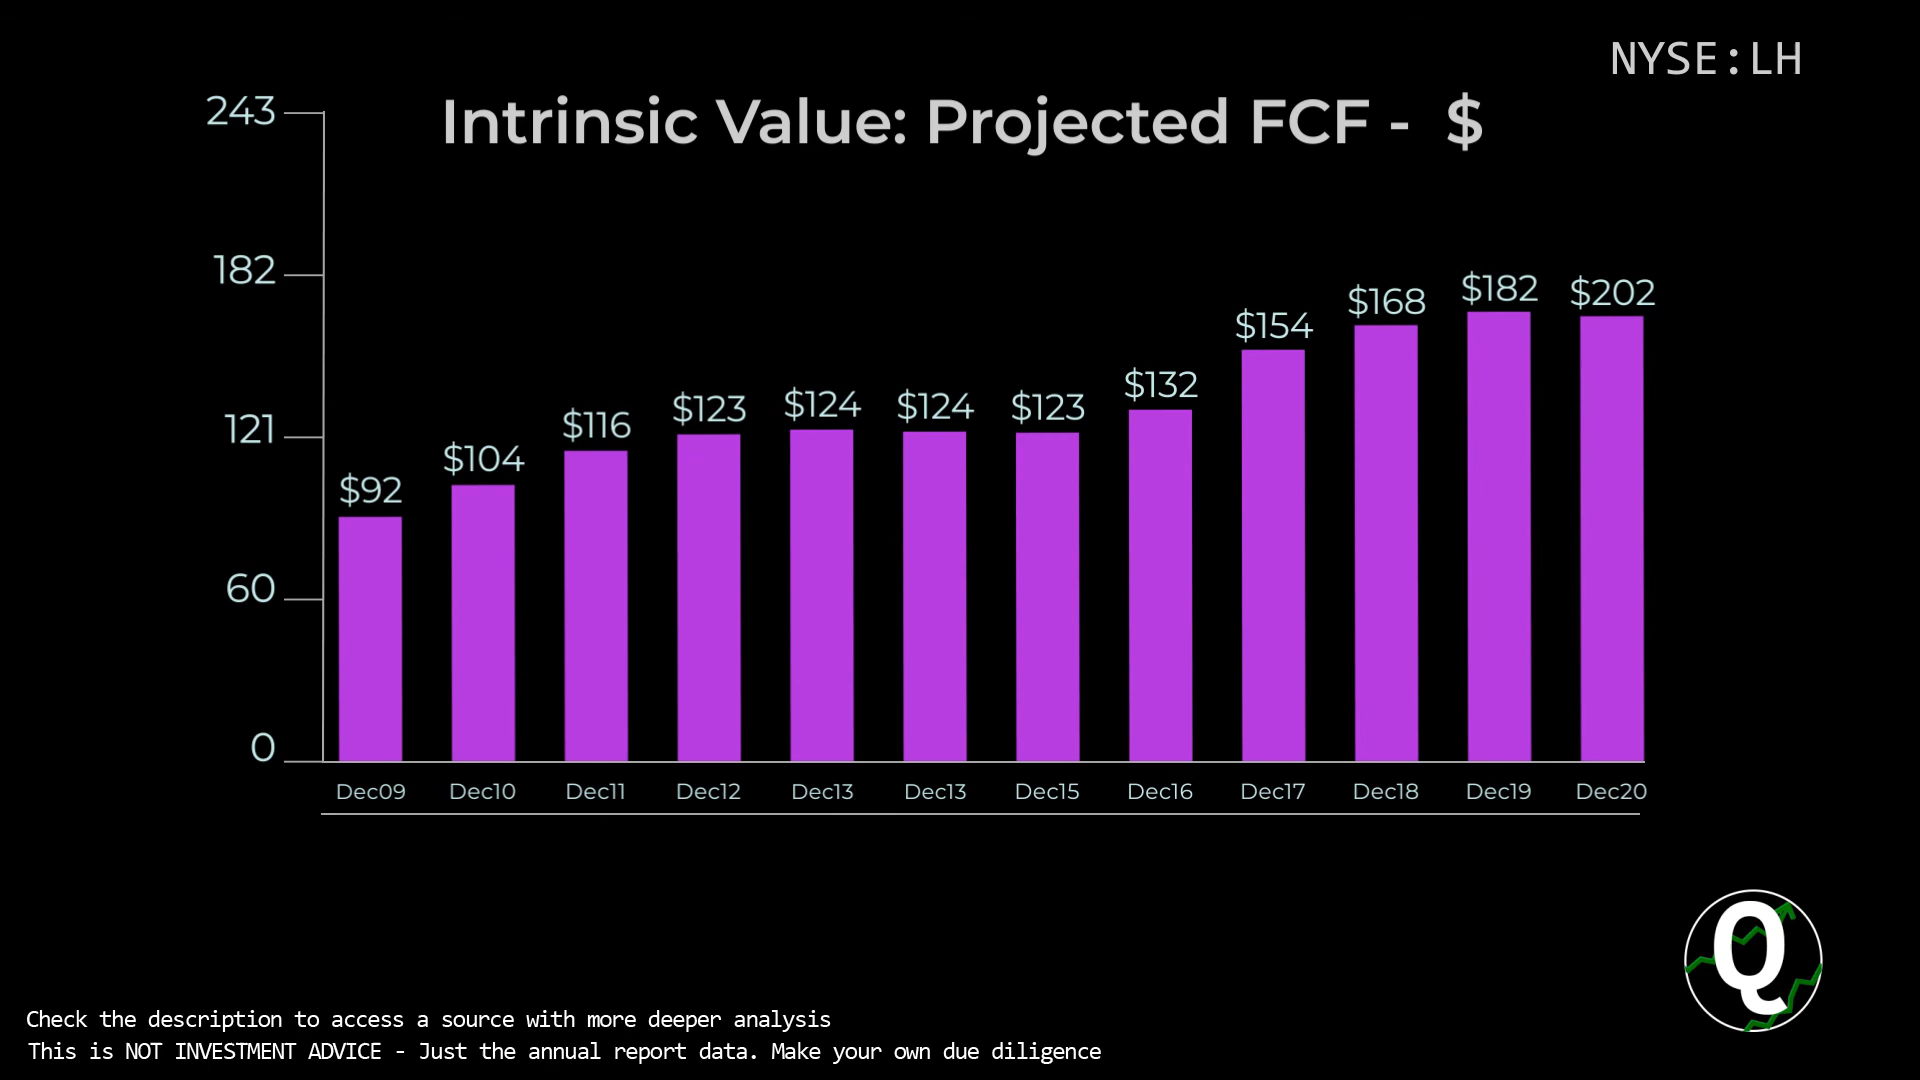 NYSE:LH
Intrinsic Value: Projected FCF - $
243
182
121
60
0
$92
$104
$116
$123
$124
$124
$123
$132
$154
$168
$182
$202
Dec09 Dec10 Dec11 Dec12 Dec13 Dec13 Dec15 Dec16 Dec17 Dec18 Dec19 Dec20
Q
Check the description to access a source with more deeper analysis
This is NOT INVESTMENT ADVICE - Just the annual report data. Make your own due diligence